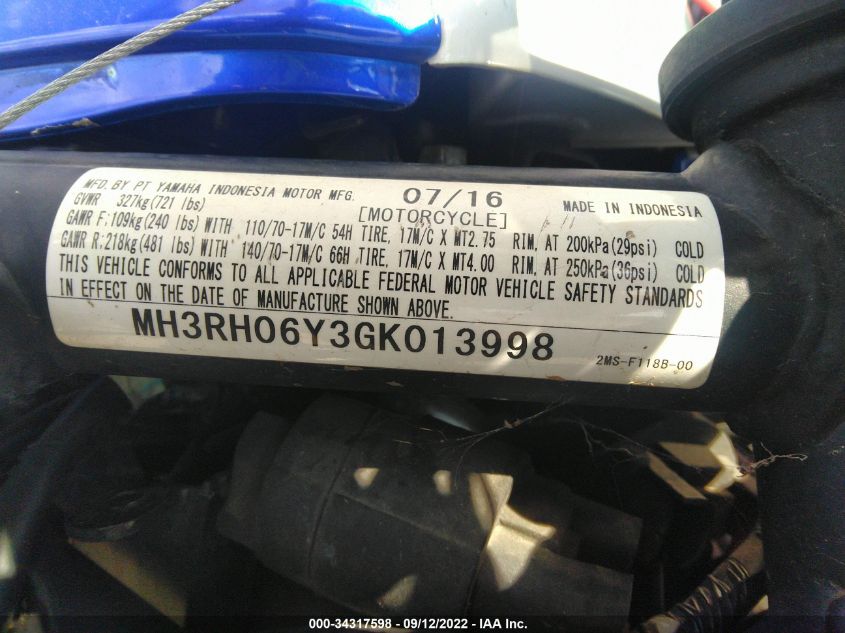 MFD. BY PT YAMAHA INDONESIA MOTOR MFG. 07/16 MADE IN INDONESIA
GVWR 327kg(721 lbs) [MOTORCYCLE]
GAWR F:109kg(240 lbs)WITH 110/70-17M/C 54H TIRE, 17M/C X MT2.75 RIM, AT 200kPa(29psi) COLD
GAWR R:218kg(481 lbs)WITH 140/70-17M/C 66H TIRE, 17M/C X MT4.00 RIM, AT 250kPa(36psi) COLD
THIS VEHICLE CONFORMS TO ALL APPLICABLE FEDERAL MOTOR VEHICLE SAFETY STANDARDS
IN EFFECT ON THE DATE OF MANUFACTURE SHOWN ABOVE.
MH3RH06Y3GK013998
2MS-F118B-00
000-34317598 - 09/12/2022 - IAA Inc.